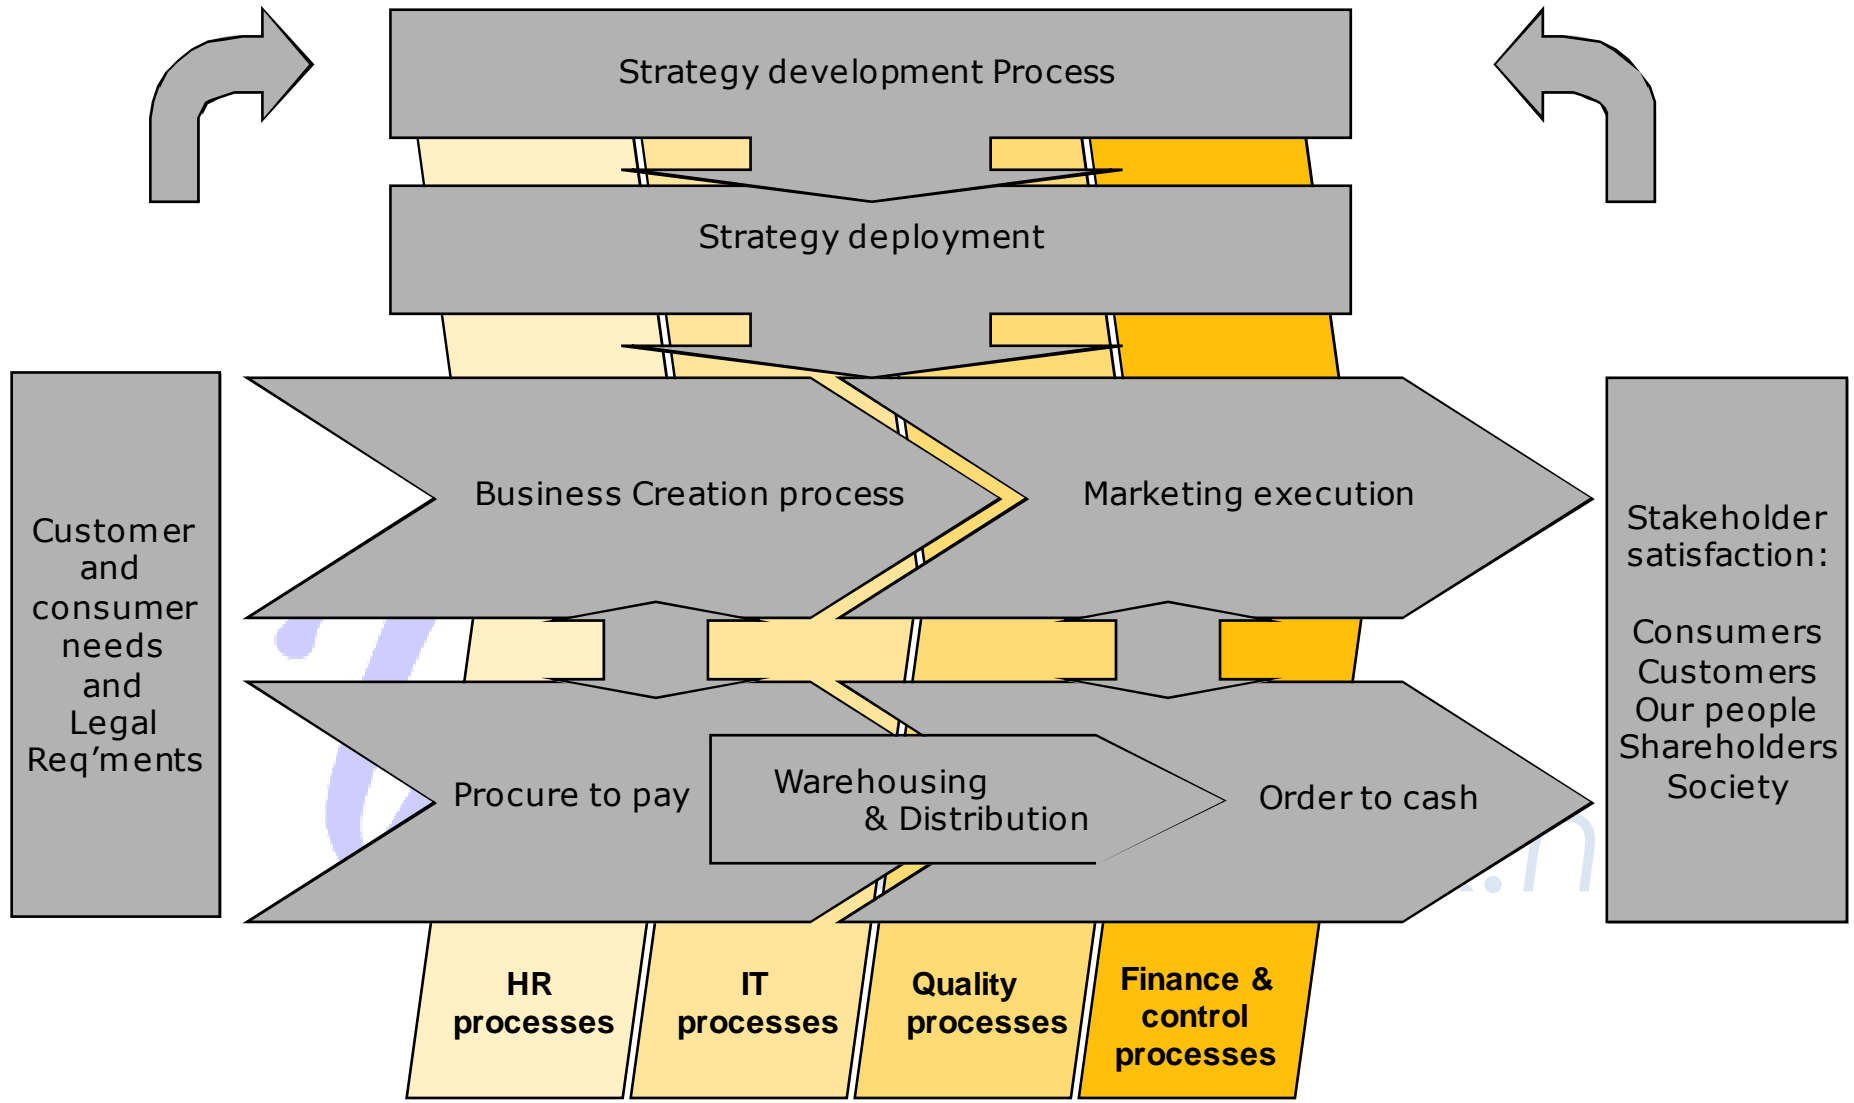 Strategy development Process
Strategy deployment
Customer
and
consumer
needs
and
Legal
Req’ments
Business Creation process
Marketing execution
Procure to pay
Warehousing
& Distribution
Order to cash
Stakeholder
satisfaction:
Consumers
Customers
Our people
Shareholders
Society
HR
processes
IT
processes
Quality
processes
Finance &
control
processes